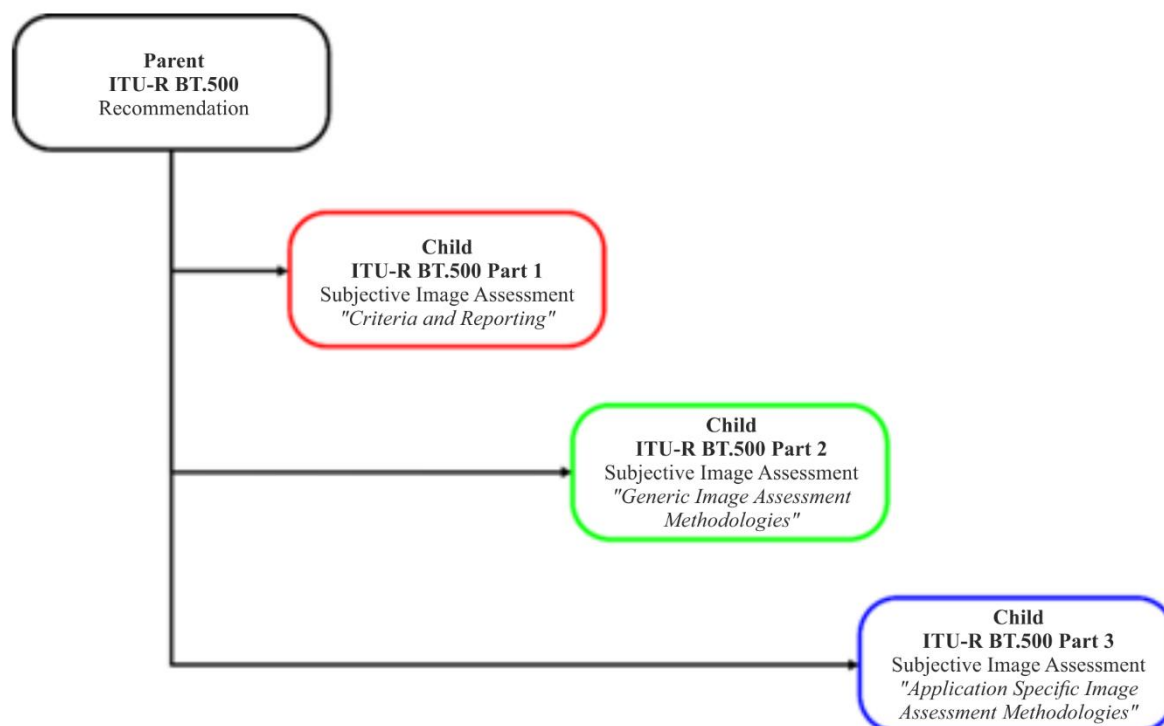 Parent
ITU-R BT.500
Recommendation
Child
ITU-R BT.500 Part 1
Subjective Image Assessment
"Criteria and Reporting"
Child
ITU-R BT.500 Part 2
Subjective Image Assessment
"Generic Image Assessment
Methodologies"
Child
ITU-R BT.500 Part 3
Subjective Image Assessment
"Application Specific Image
Assessment Methodologies"